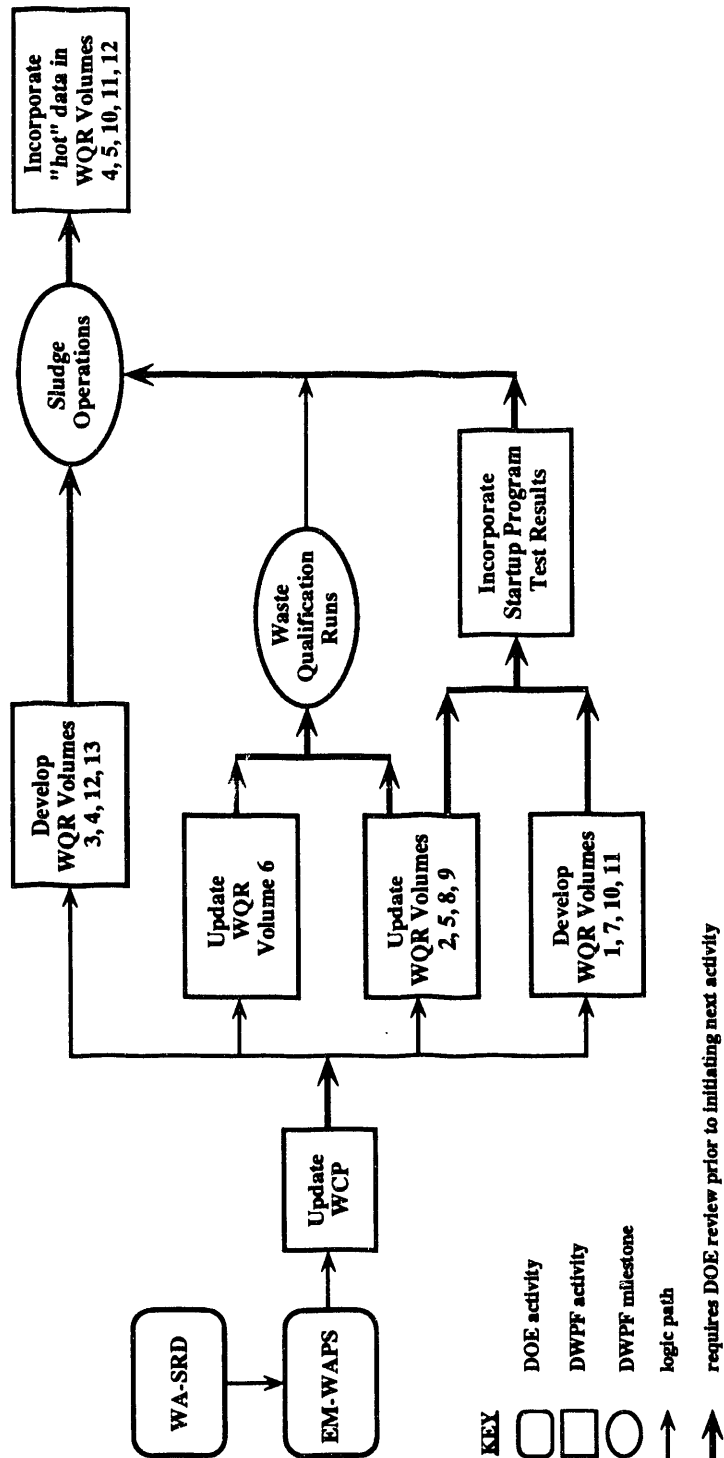 WA-SRD
EM-WAPS
Update
WCP
Develop
WQR Volumes
3, 4, 12, 13
Update
WQR
Volume 6
Update
WQR Volumes
2, 5, 8, 9
Develop
WQR Volumes
1, 7, 10, 11
Waste
Qualification
Runs
Incorporate
Startup Program
Test Results
Sludge
Operations
Incorporate
"hot" data in
WQR Volumes
4, 5, 10, 11, 12
KEY
DOE activity
DWPF activity
DWPF milestone
logic path
requires DOE review prior to initiating next activity